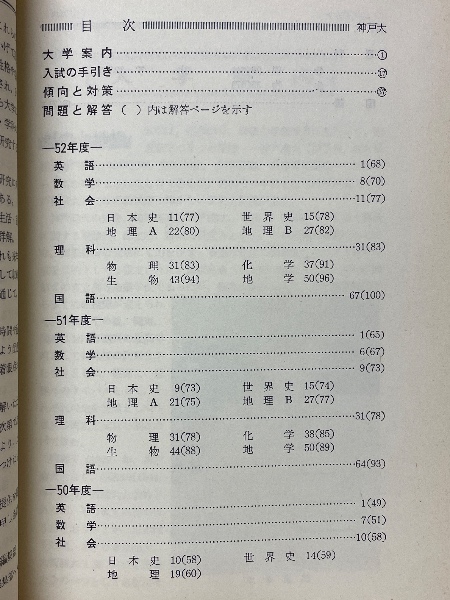 目次 神戸大
大学案内
入試の手引き
傾向と対策
問題と解答 ( )内は解答ページを示す
—52年度—
英語 1(68)
数学 8(70)
社会 11(77)
日本史 11(77) 世界史 15(78)
地理A 22(80) 地理B 27(82)
理科 31(83)
物理 31(83) 化学 37(91)
生物 43(94) 地学 50(96)
国語 67(100)
—51年度—
英語 1(65)
数学 6(67)
社会 9(73)
日本史 9(73) 世界史 15(74)
地理A 21(75) 地理B 27(77)
理科 31(78)
物理 31(78) 化学 38(85)
生物 44(88) 地学 50(89)
国語 64(93)
—50年度—
英語 1(49)
数学 7(51)
社会 10(58)
日本史 10(58) 世界史 14(59)
地理 19(60)